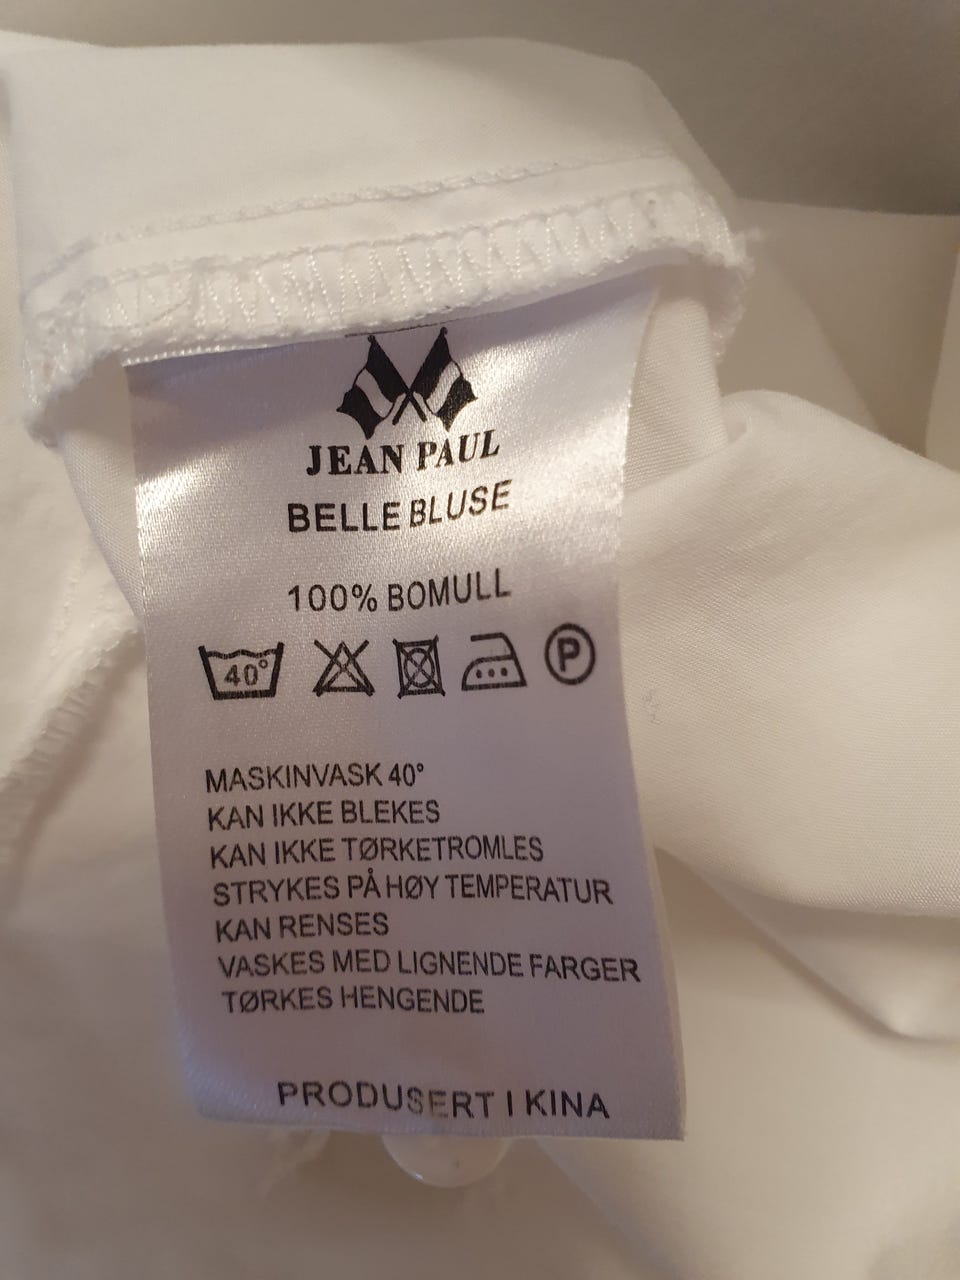 JEAN PAUL
BELLE BLUSE
100% BOMULL
40° P
MASKINVASK 40°
KAN IKKE BLEKES
KAN IKKE TØRKETROMLES
STRYKES PÅ HØY TEMPERATUR
KAN RENSES
VASKES MED LIGNENDE FARGER
TØRKES HENGENDE
PRODUSERT I KINA